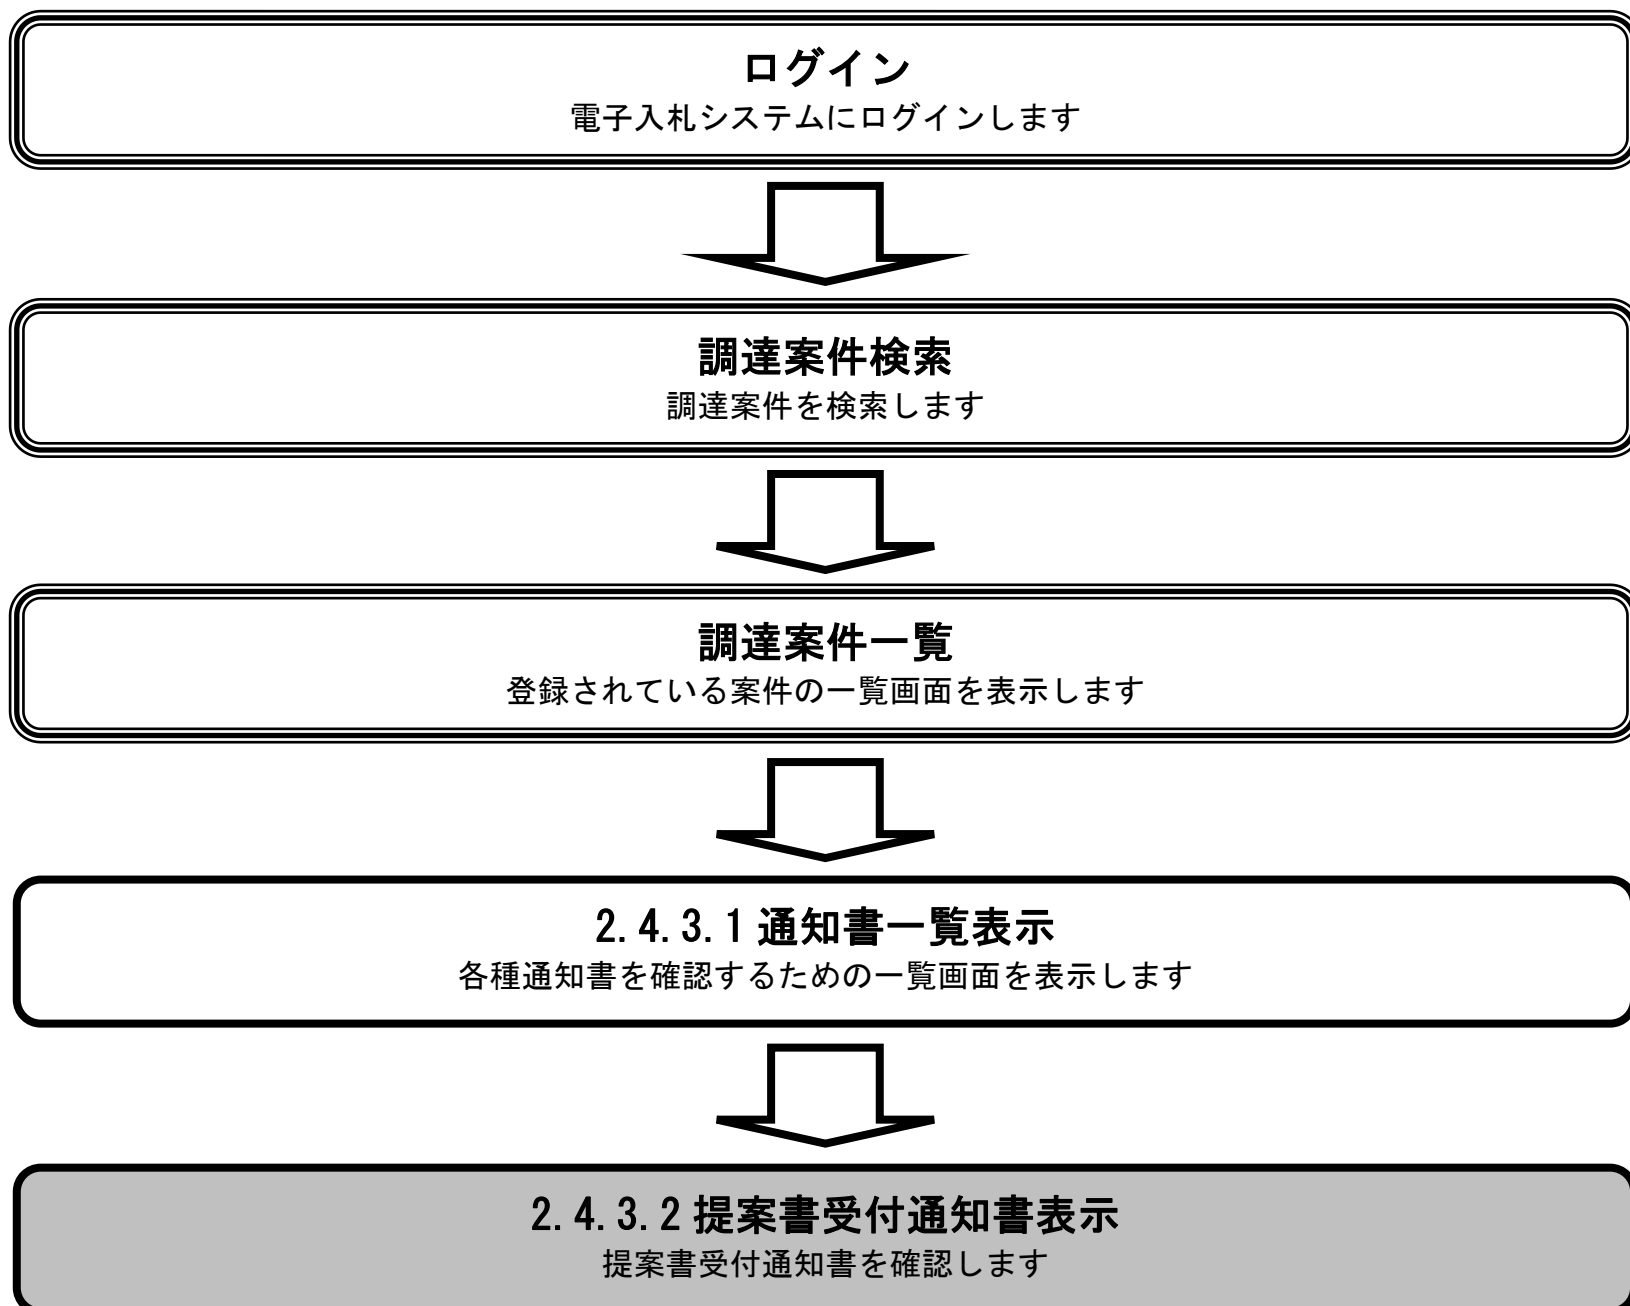 ログイン
電子入札システムにログインします
調達案件検索
調達案件を検索します
調達案件一覧
登録されている案件の一覧画面を表示します
2.4.3.1 通知書一覧表示
各種通知書を確認するための一覧画面を表示します
2.4.3.2 提案書受付通知書表示
提案書受付通知書を確認します